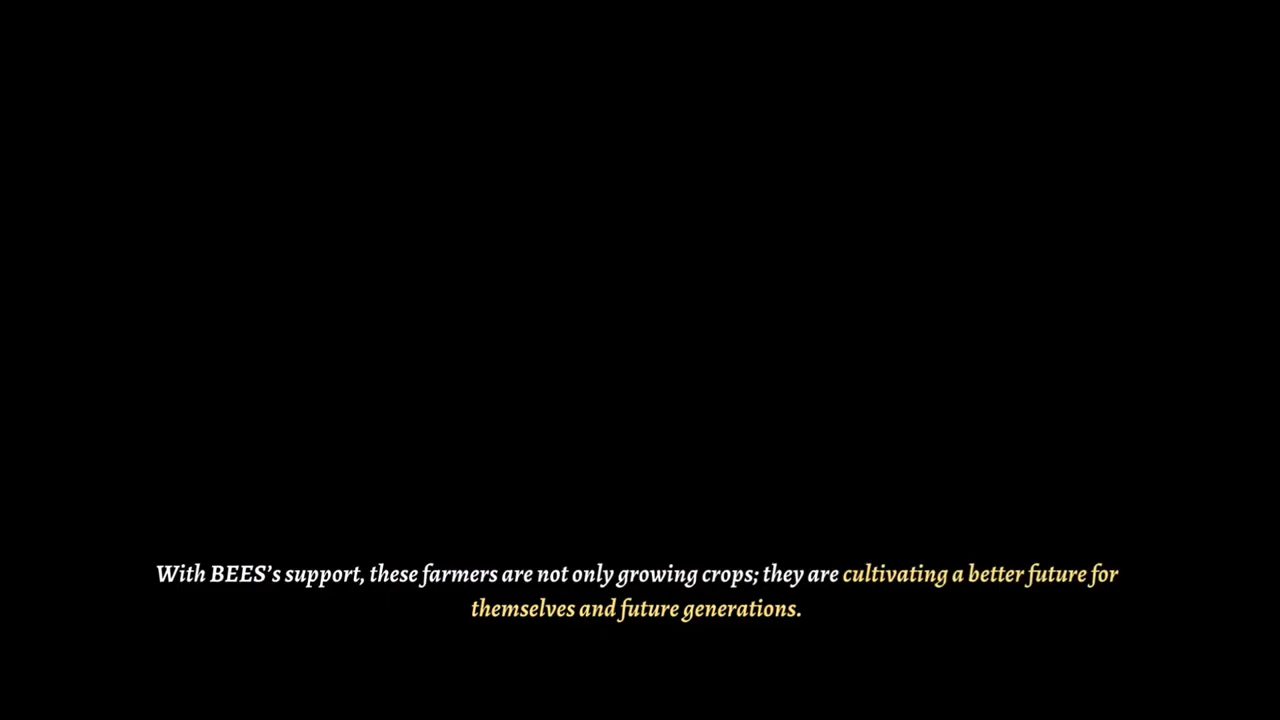 With BEES’s support, these farmers are not only growing crops; they are cultivating a better future for
themselves and future generations.